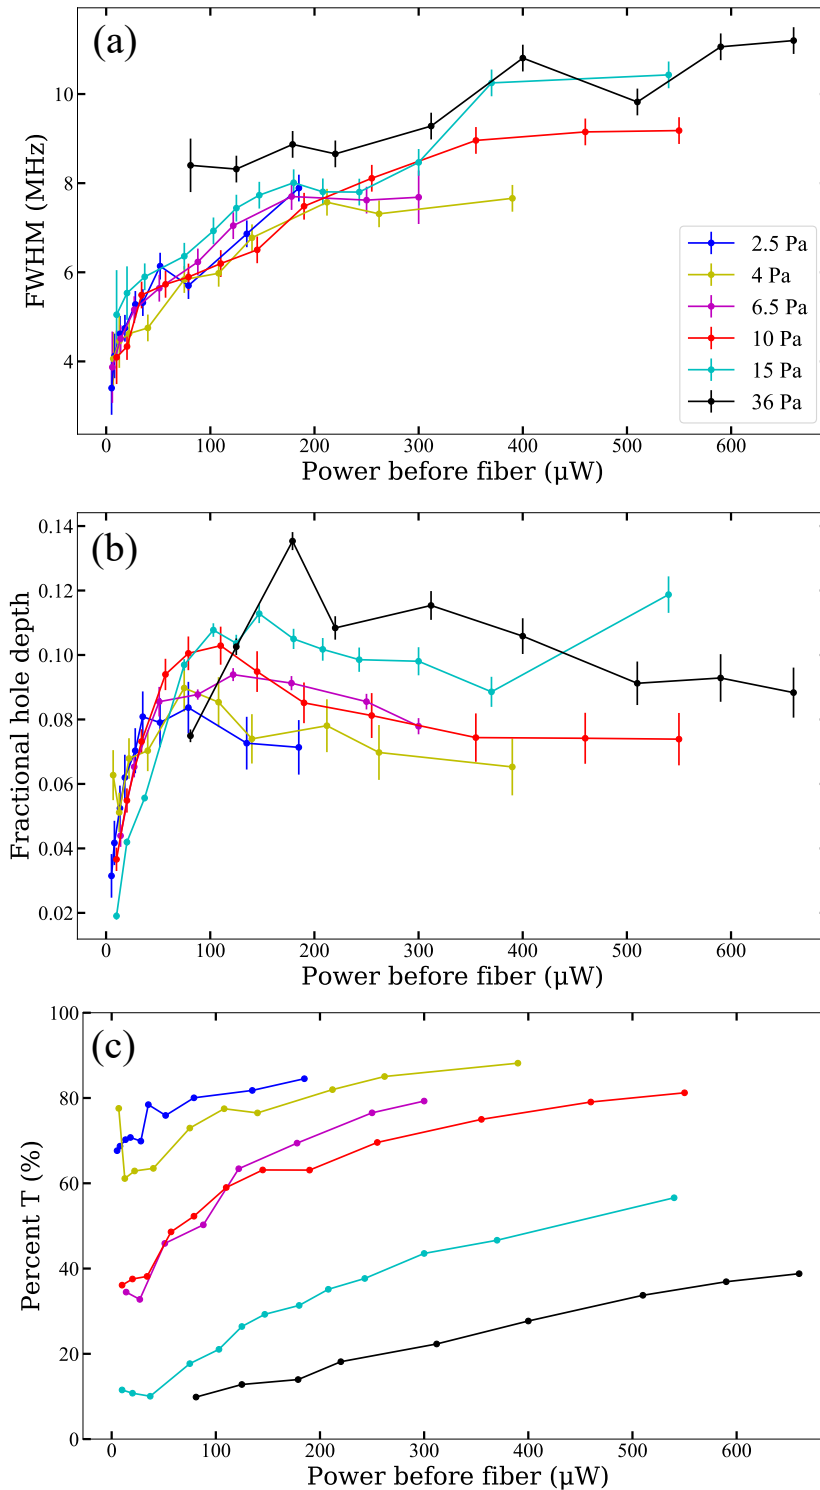 (a)
10
8
6
4
FWHM (MHz)
2.5 Pa
4 Pa
6.5 Pa
10 Pa
15 Pa
36 Pa
0 100 200 300 400 500 600
Power before fiber (µW)
(b)
0.14
0.12
0.10
0.08
0.06
0.04
0.02
Fractional hole depth
0 100 200 300 400 500 600
Power before fiber (µW)
(c)
100
80
60
40
20
0
Percent T (%)
0 100 200 300 400 500 600
Power before fiber (µW)